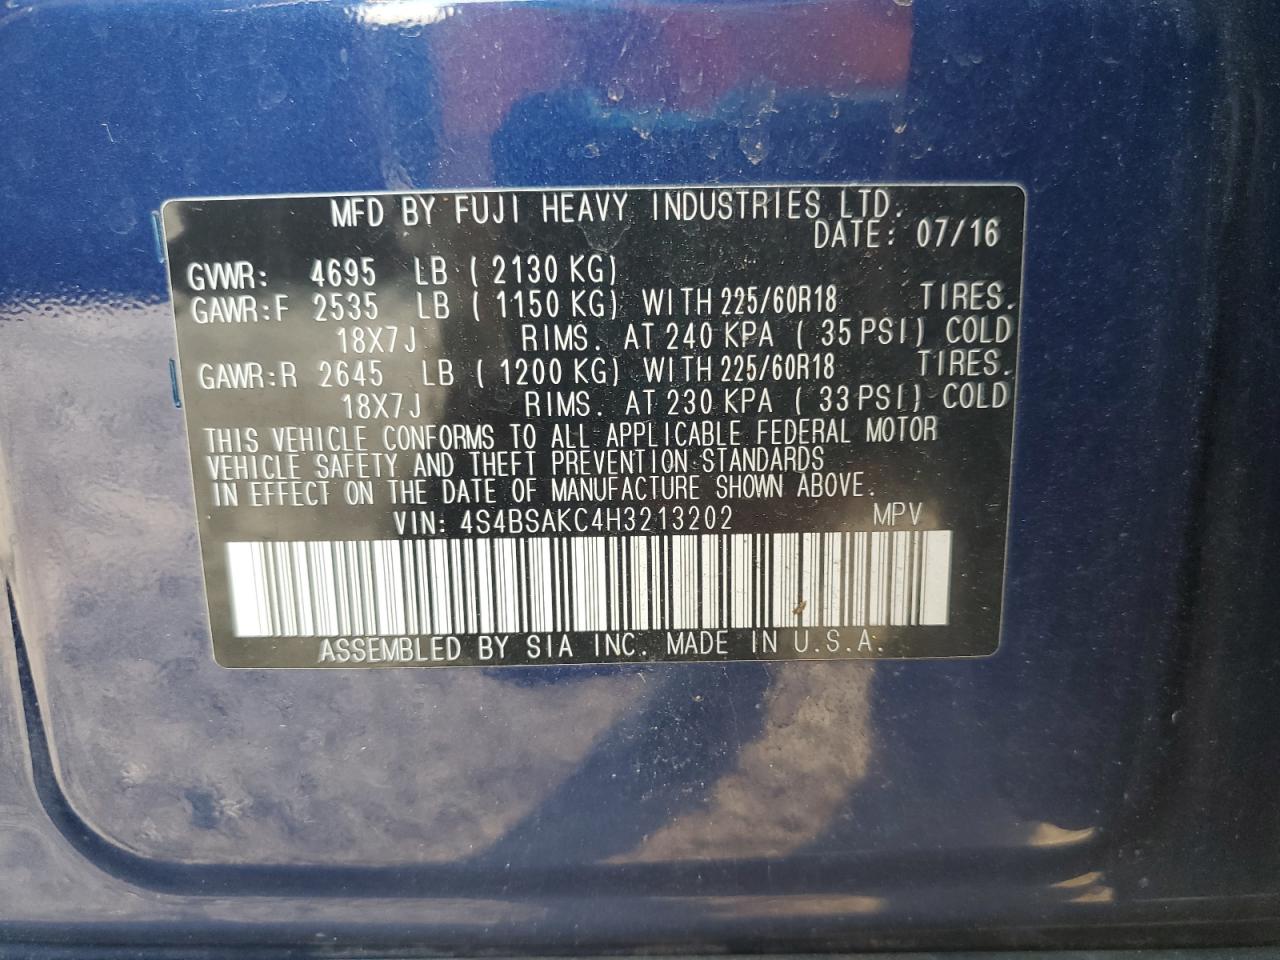 MFD BY FUJI HEAVY INDUSTRIES LTD.
DATE: 07/16
GVWR: 4695 LB ( 2130 KG)
GAWR:F 2535 LB ( 1150 KG) WITH 225/60R18 TIRES.
18X7J RIMS. AT 240 KPA ( 35 PSI) COLD
GAWR:R 2645 LB ( 1200 KG) WITH 225/60R18 TIRES.
18X7J RIMS. AT 230 KPA ( 33 PSI) COLD
THIS VEHICLE CONFORMS TO ALL APPLICABLE FEDERAL MOTOR
VEHICLE SAFETY AND THEFT PREVENTION STANDARDS
IN EFFECT ON THE DATE OF MANUFACTURE SHOWN ABOVE.
VIN: 4S4BSAKC4H3213202 MPV
ASSEMBLED BY SIA INC. MADE IN U.S.A.